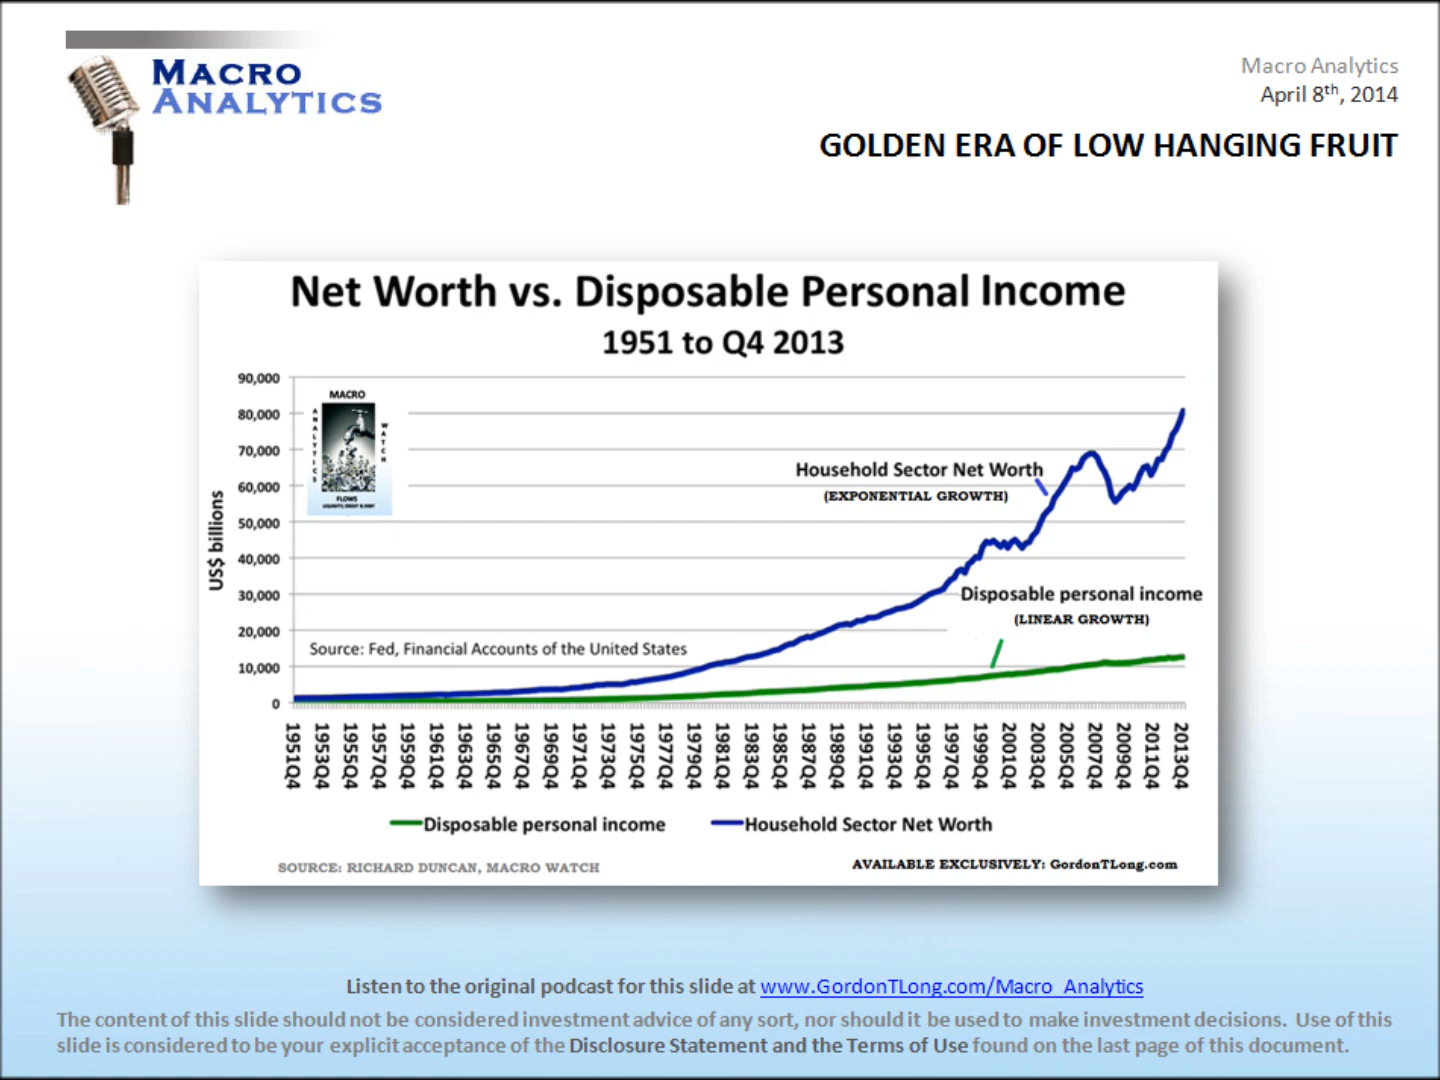 MACRO
ANALYTICS
Macro Analytics
April 8th, 2014
GOLDEN ERA OF LOW HANGING FRUIT
Net Worth vs. Disposable Personal Income
1951 to Q4 2013
US$ billions
90,000
80,000
70,000
60,000
50,000
40,000
30,000
20,000
10,000
0
MACRO
ANALYTICS
WATCH
FLOWS
LIQUIDITY, CREDIT & DEBT
Household Sector Net Worth
(EXPONENTIAL GROWTH)
Disposable personal income
(LINEAR GROWTH)
Source: Fed, Financial Accounts of the United States
1951Q4
1953Q4
1955Q4
1957Q4
1959Q4
1961Q4
1963Q4
1965Q4
1967Q4
1969Q4
1971Q4
1973Q4
1975Q4
1977Q4
1979Q4
1981Q4
1983Q4
1985Q4
1987Q4
1989Q4
1991Q4
1993Q4
1995Q4
1997Q4
1999Q4
2001Q4
2003Q4
2005Q4
2007Q4
2009Q4
2011Q4
2013Q4
Disposable personal income Household Sector Net Worth
SOURCE: RICHARD DUNCAN, MACRO WATCH
AVAILABLE EXCLUSIVELY: GordonTLong.com
Listen to the original podcast for this slide at www.GordonTLong.com/Macro_Analytics
The content of this slide should not be considered investment advice of any sort, nor should it be used to make investment decisions. Use of this
slide is considered to be your explicit acceptance of the Disclosure Statement and the Terms of Use found on the last page of this document.